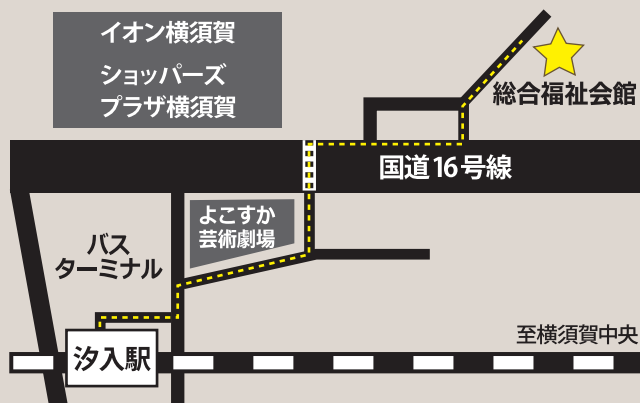 イオン横須賀
ショッパーズ
プラザ横須賀
総合福祉会館
国道16号線
よこすか
芸術劇場
バス
ターミナル
至横須賀中央
汐入駅